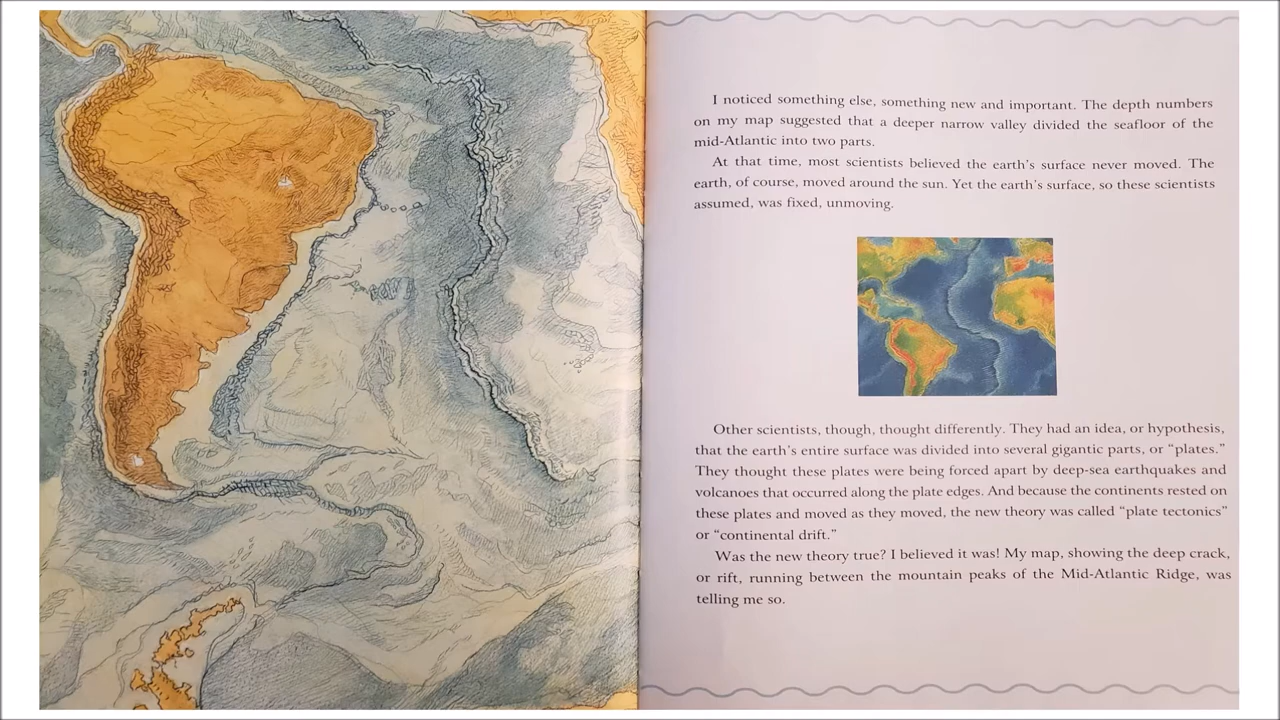 I noticed something else, something new and important. The depth numbers
on my map suggested that a deeper narrow valley divided the seafloor of the
mid-Atlantic into two parts.
At that time, most scientists believed the earth's surface never moved. The
earth, of course, moved around the sun. Yet the earth's surface, so these scientists
assumed, was fixed, unmoving.
Other scientists, though, thought differently. They had an idea, or hypothesis,
that the earth's entire surface was divided into several gigantic parts, or “plates.”
They thought these plates were being forced apart by deep-sea earthquakes and
volcanoes that occurred along the plate edges. And because the continents rested on
these plates and moved as they moved, the new theory was called “plate tectonics”
or “continental drift.”
Was the new theory true? I believed it was! My map, showing the deep crack,
or rift, running between the mountain peaks of the Mid-Atlantic Ridge, was
telling me so.